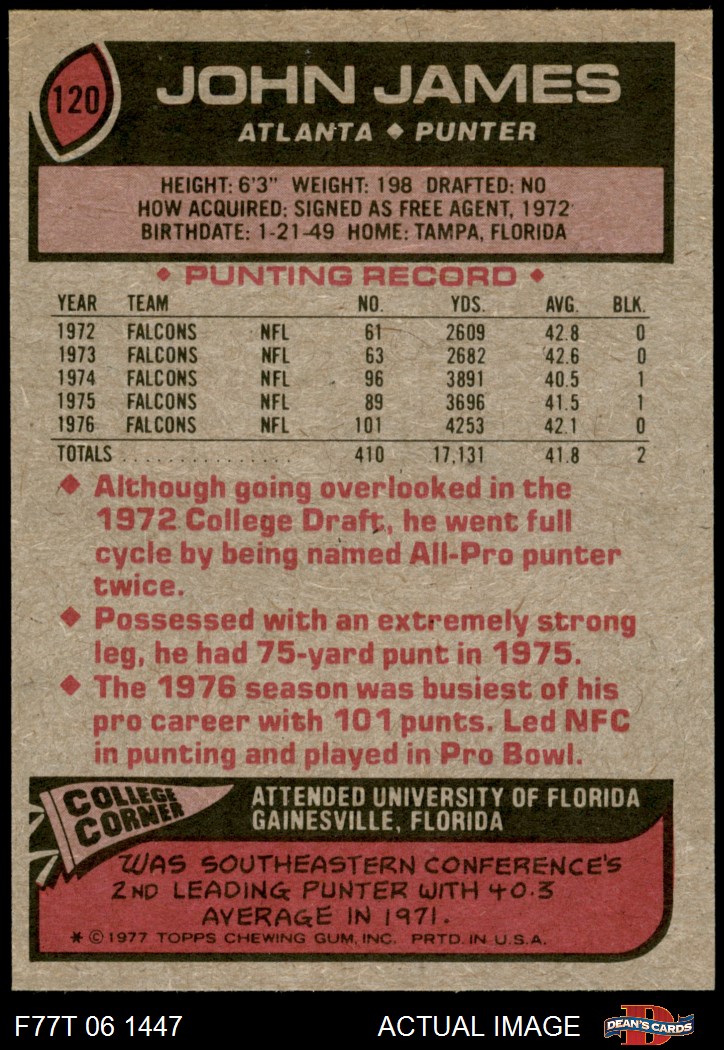 120
JOHN JAMES
ATLANTA ◆ PUNTER
HEIGHT: 6'3" WEIGHT: 198 DRAFTED: NO
HOW ACQUIRED: SIGNED AS FREE AGENT, 1972
BIRTHDATE: 1-21-49 HOME: TAMPA, FLORIDA
◆ PUNTING RECORD ◆
YEAR TEAM NO. YDS. AVG. BLK.
1972 FALCONS NFL 61 2609 42.8 0
1973 FALCONS NFL 63 2682 42.6 0
1974 FALCONS NFL 96 3891 40.5 1
1975 FALCONS NFL 89 3696 41.5 1
1976 FALCONS NFL 101 4253 42.1 0
TOTALS . . . . . . . . . . . . . . 410 17,131 41.8 2
◆ Although going overlooked in the
1972 College Draft, he went full
cycle by being named All-Pro punter
twice.
◆ Possessed with an extremely strong
leg, he had 75-yard punt in 1975.
◆ The 1976 season was busiest of his
pro career with 101 punts. Led NFC
in punting and played in Pro Bowl.
COLLEGE
CORNER
ATTENDED UNIVERSITY OF FLORIDA
GAINESVILLE, FLORIDA
WAS SOUTHEASTERN CONFERENCE'S
2ND LEADING PUNTER WITH 40.3
AVERAGE IN 1971.
* © 1977 TOPPS CHEWING GUM, INC. PRTD. IN U.S.A.
F77T 06 1447 ACTUAL IMAGE
D
DEAN'S CARDS